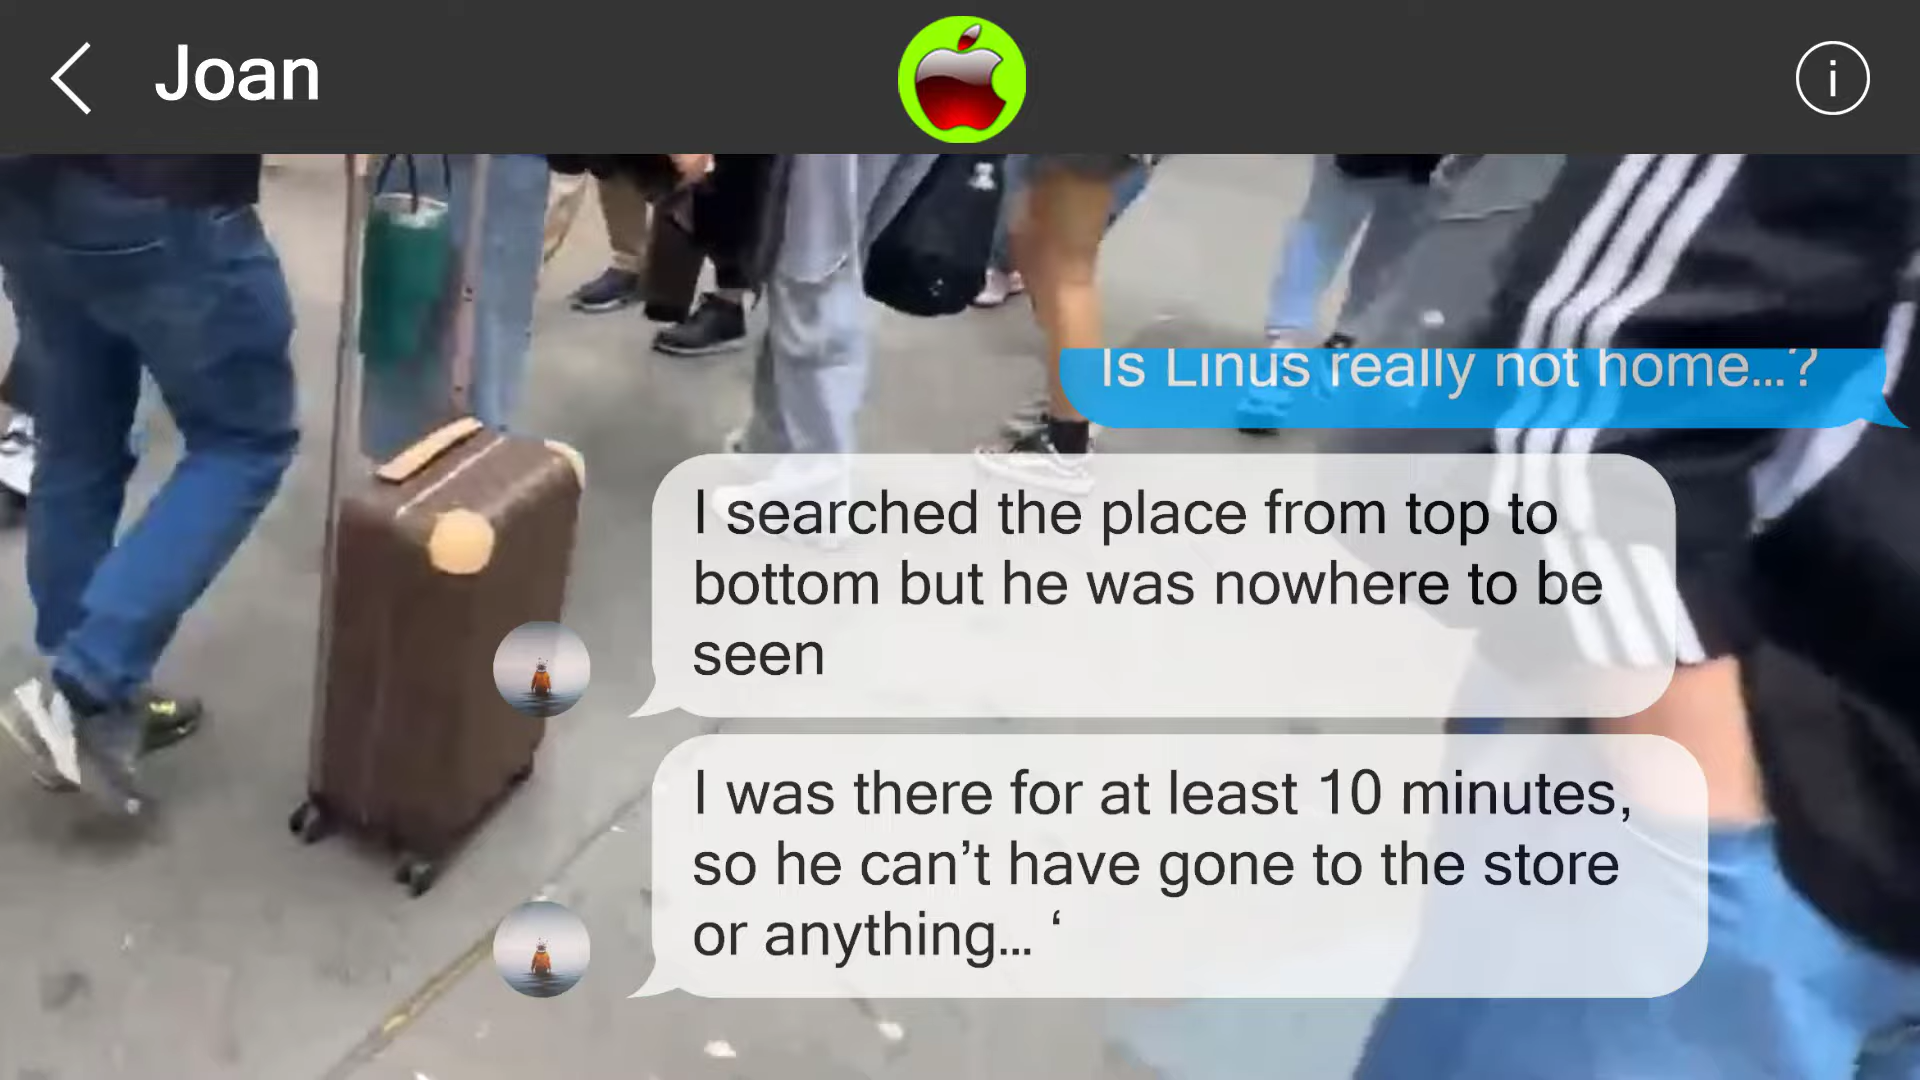 Joan
i
Is Linus really not home...?
I searched the place from top to
bottom but he was nowhere to be
seen
I was there for at least 10 minutes,
so he can’t have gone to the store
or anything... ‘